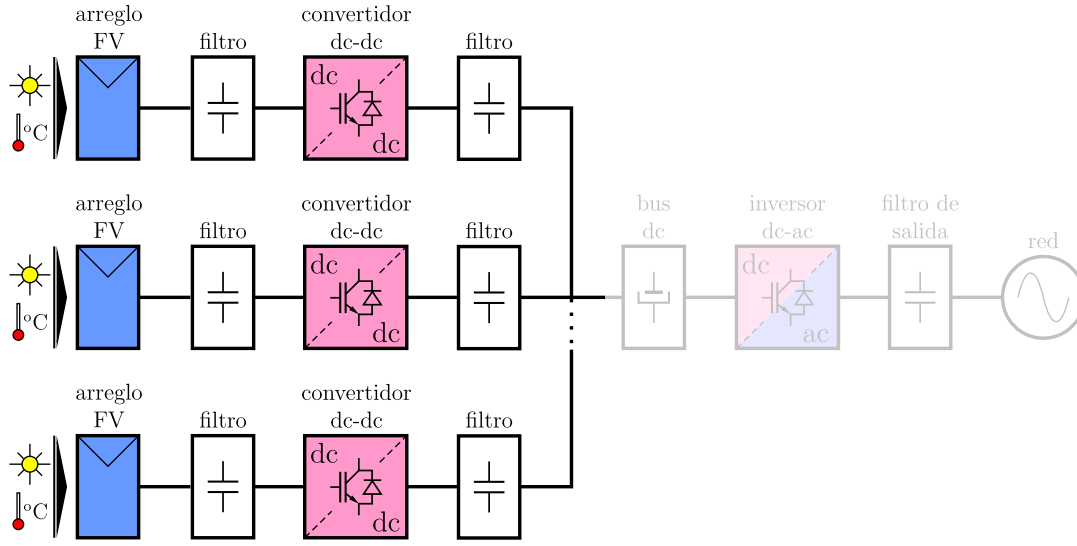 arreglo
FV
filtro
convertidor
dc-dc
filtro
°C
dc
dc
arreglo
FV
filtro
convertidor
dc-dc
filtro
bus
dc
inversor
dc-ac
filtro de
salida
red
°C
dc
dc
dc
ac
arreglo
FV
filtro
convertidor
dc-dc
filtro
°C
dc
dc